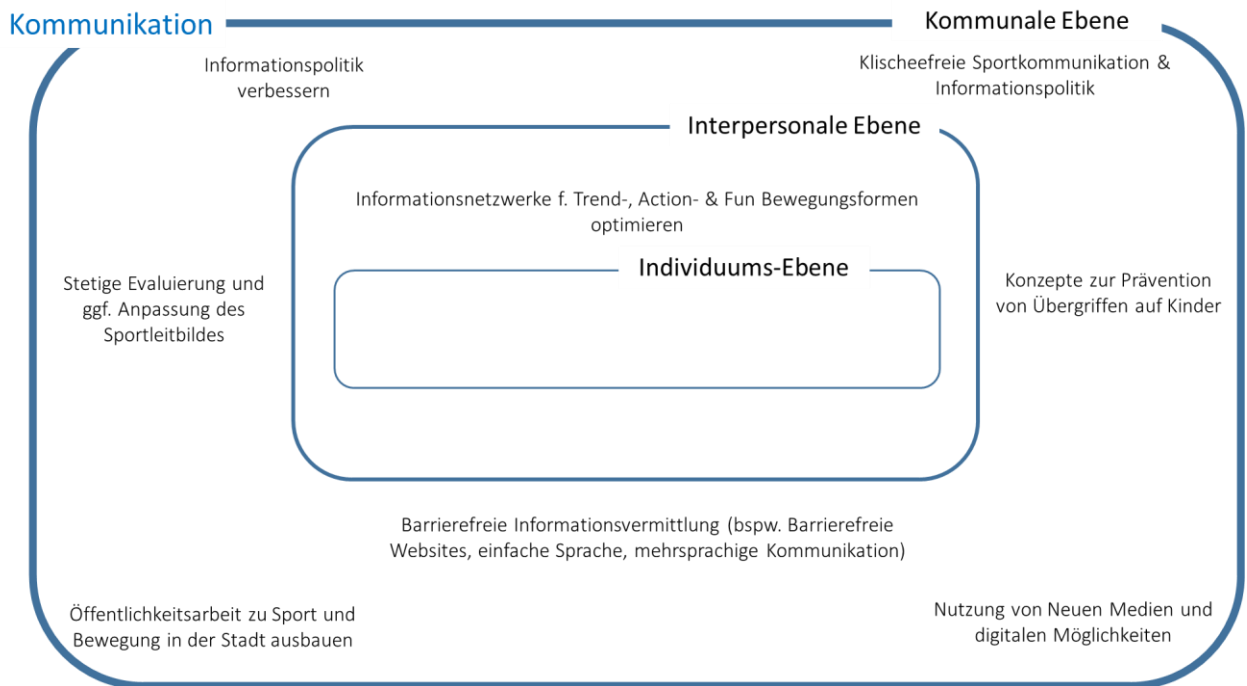 Kommunikation
Kommunale Ebene
Informationspolitik
verbessern
Klischeefreie Sportkommunikation &
Informationspolitik
Interpersonale Ebene
Informationsnetzwerke f. Trend-, Action- & Fun Bewegungsformen
optimieren
Individuums-Ebene
Stetige Evaluierung und
ggf. Anpassung des
Sportleitbildes
Konzepte zur Prävention
von Übergriffen auf Kinder
Barrierefreie Informationsvermittlung (bspw. Barrierefreie
Websites, einfache Sprache, mehrsprachige Kommunikation)
Öffentlichkeitsarbeit zu Sport und
Bewegung in der Stadt ausbauen
Nutzung von Neuen Medien und
digitalen Möglichkeiten